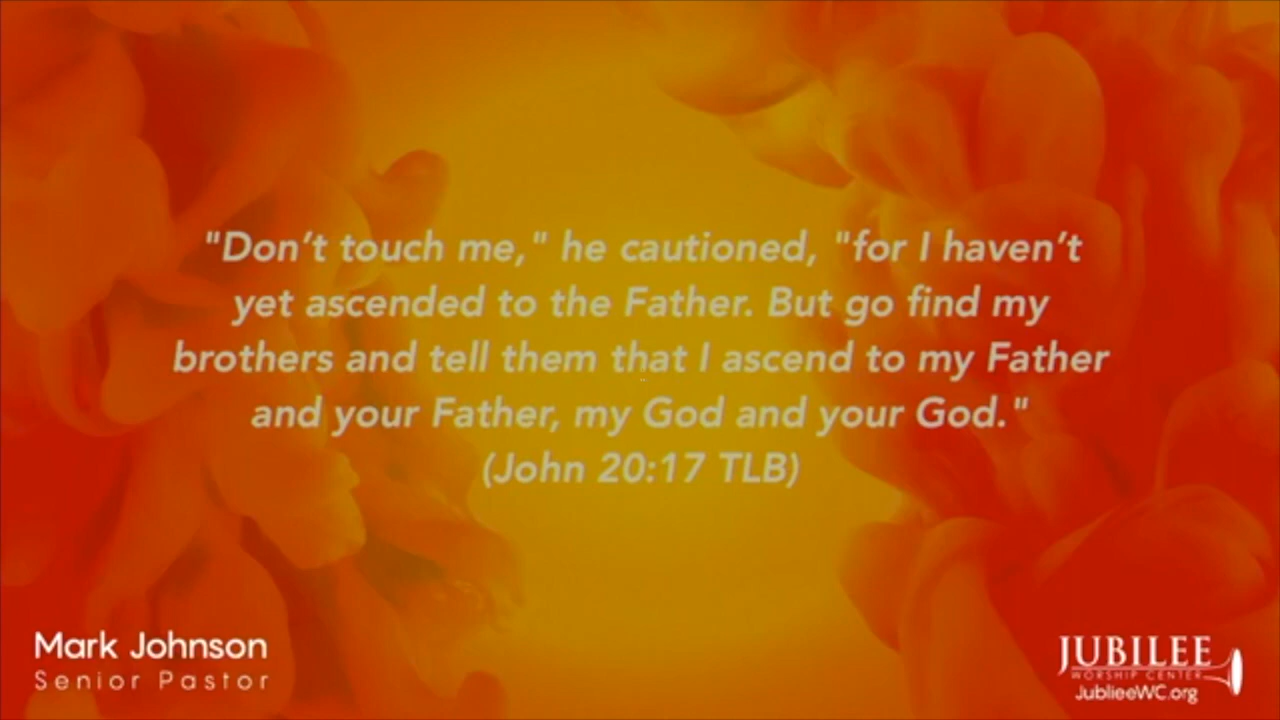 "Don’t touch me," he cautioned, "for I haven’t
yet ascended to the Father. But go find my
brothers and tell them that I ascend to my Father
and your Father, my God and your God."
(John 20:17 TLB)
Mark Johnson
Senior Pastor
JUBILEE
WORSHIP CENTER
JublieeWC.org